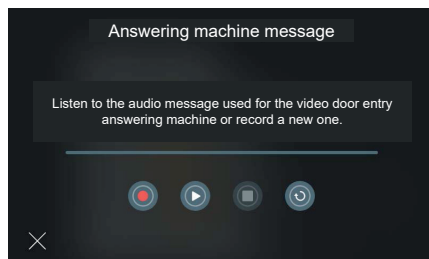 Answering machine message
Listen to the audio message used for the video door entry
answering machine or record a new one.